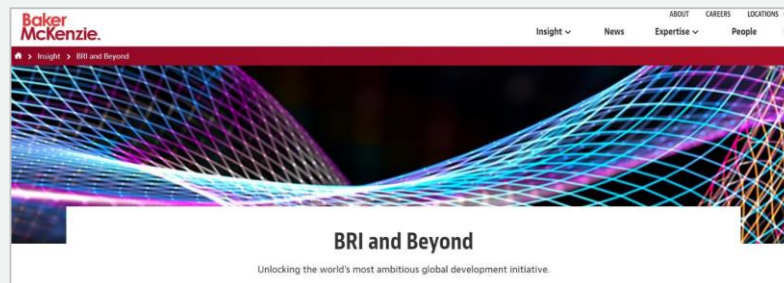 Baker
McKenzie.
ABOUT CAREERS LOCATIONS
Insight News Expertise People
> Insight > BRI and Beyond
BRI and Beyond
Unlocking the world's most ambitious global development initiative.